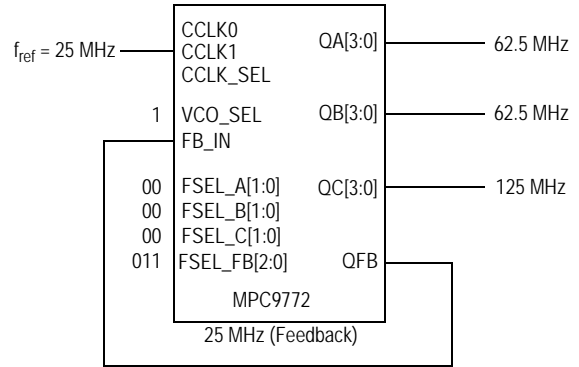 CCLK0
f_ref = 25 MHz CCLK1 QA[3:0] 62.5 MHz
CCLK_SEL
1 VCO_SEL QB[3:0] 62.5 MHz
FB_IN
00 FSEL_A[1:0] QC[3:0] 125 MHz
00 FSEL_B[1:0]
00 FSEL_C[1:0]
011 FSEL_FB[2:0] QFB
MPC9772
25 MHz (Feedback)